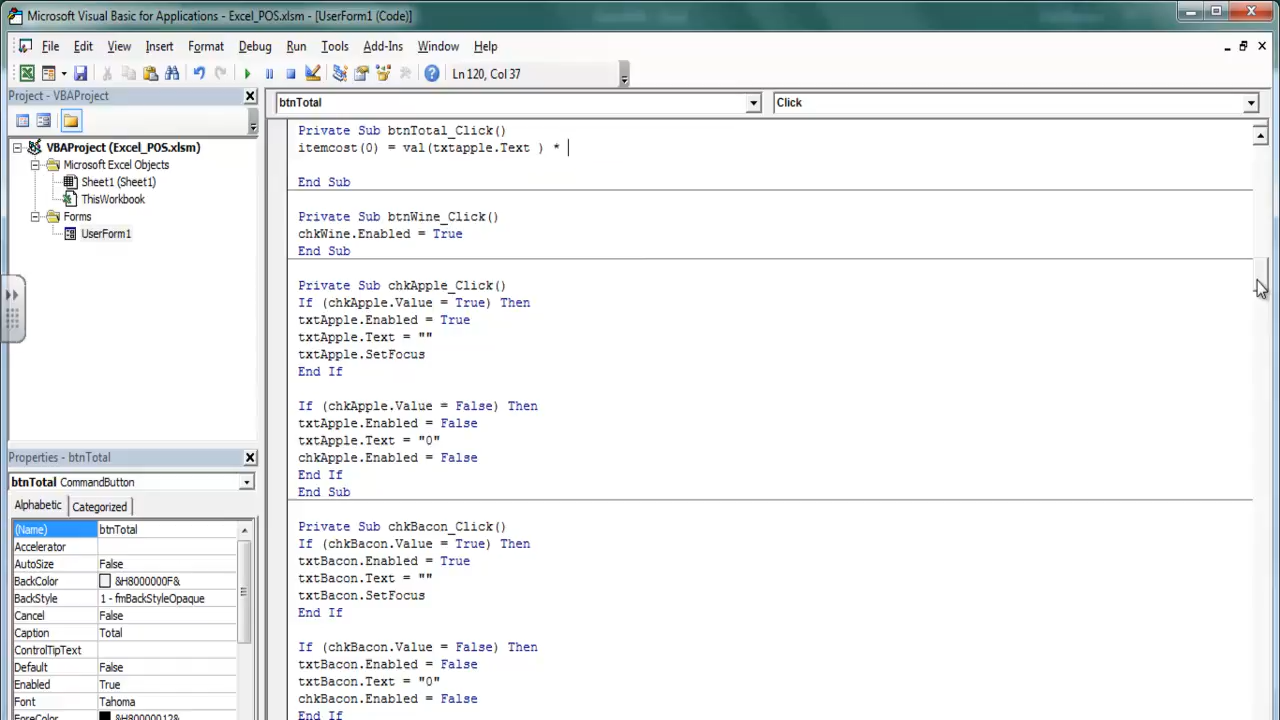 Microsoft Visual Basic for Applications - Excel_POS.xlsm - [UserForm1 (Code)]
File Edit View Insert Format Debug Run Tools Add-Ins Window Help
Ln 120, Col 37
Project - VBAProject
btnTotal
Click
VBAProject (Excel_POS.xlsm)
Microsoft Excel Objects
Sheet1 (Sheet1)
ThisWorkbook
Forms
UserForm1
Private Sub btnTotal_Click()
itemcost(0) = val(txtapple.Text ) *
End Sub
Private Sub btnWine_Click()
chkWine.Enabled = True
End Sub
Private Sub chkApple_Click()
If (chkApple.Value = True) Then
txtApple.Enabled = True
txtApple.Text = ""
txtApple.SetFocus
End If
If (chkApple.Value = False) Then
txtApple.Enabled = False
txtApple.Text = "0"
chkApple.Enabled = False
End If
End Sub
Private Sub chkBacon_Click()
If (chkBacon.Value = True) Then
txtBacon.Enabled = True
txtBacon.Text = ""
txtBacon.SetFocus
End If
If (chkBacon.Value = False) Then
txtBacon.Enabled = False
txtBacon.Text = "0"
chkBacon.Enabled = False
End If
Properties - btnTotal
btnTotal CommandButton
Alphabetic Categorized
(Name) btnTotal
Accelerator
AutoSize False
BackColor &H8000000F&
BackStyle 1 - fmBackStyleOpaque
Cancel False
Caption Total
ControlTipText
Default False
Enabled True
Font Tahoma
ForeColor &H80000012&